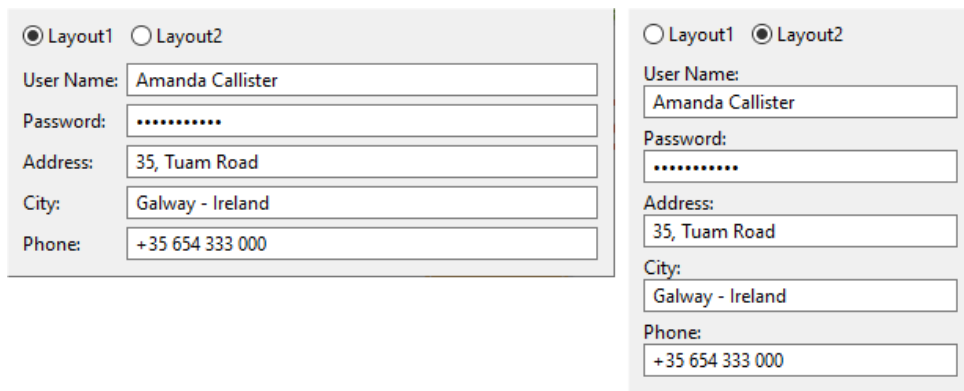 Layout1 Layout2
User Name: Amanda Callister
Password: •••••••••••
Address: 35, Tuam Road
City: Galway - Ireland
Phone: +35 654 333 000
Layout1 Layout2
User Name:
Amanda Callister
Password:
•••••••••••
Address:
35, Tuam Road
City:
Galway - Ireland
Phone:
+35 654 333 000